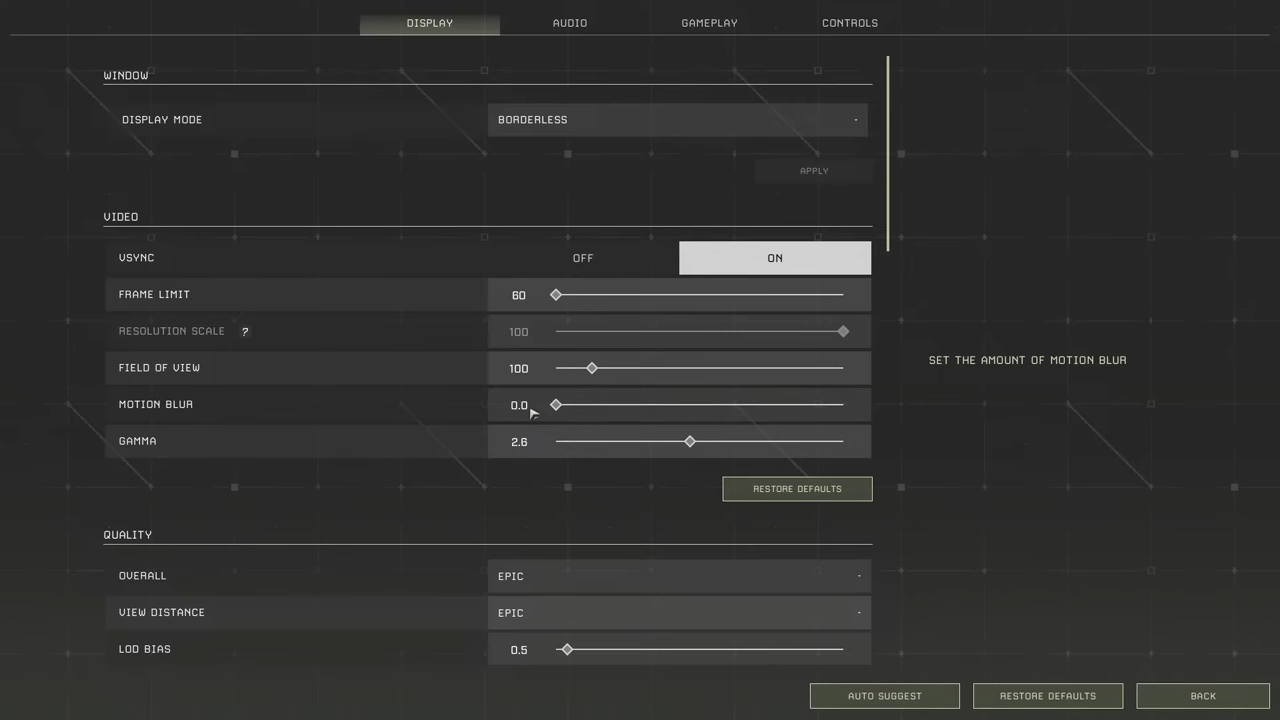 DISPLAY AUDIO GAMEPLAY CONTROLS
WINDOW
DISPLAY MODE BORDERLESS
APPLY
VIDEO
VSYNC OFF ON
FRAME LIMIT 60
RESOLUTION SCALE ? 100
FIELD OF VIEW 100
SET THE AMOUNT OF MOTION BLUR
MOTION BLUR 0.0
GAMMA 2.6
RESTORE DEFAULTS
QUALITY
OVERALL EPIC
VIEW DISTANCE EPIC
LOD BIAS 0.5
AUTO SUGGEST RESTORE DEFAULTS BACK